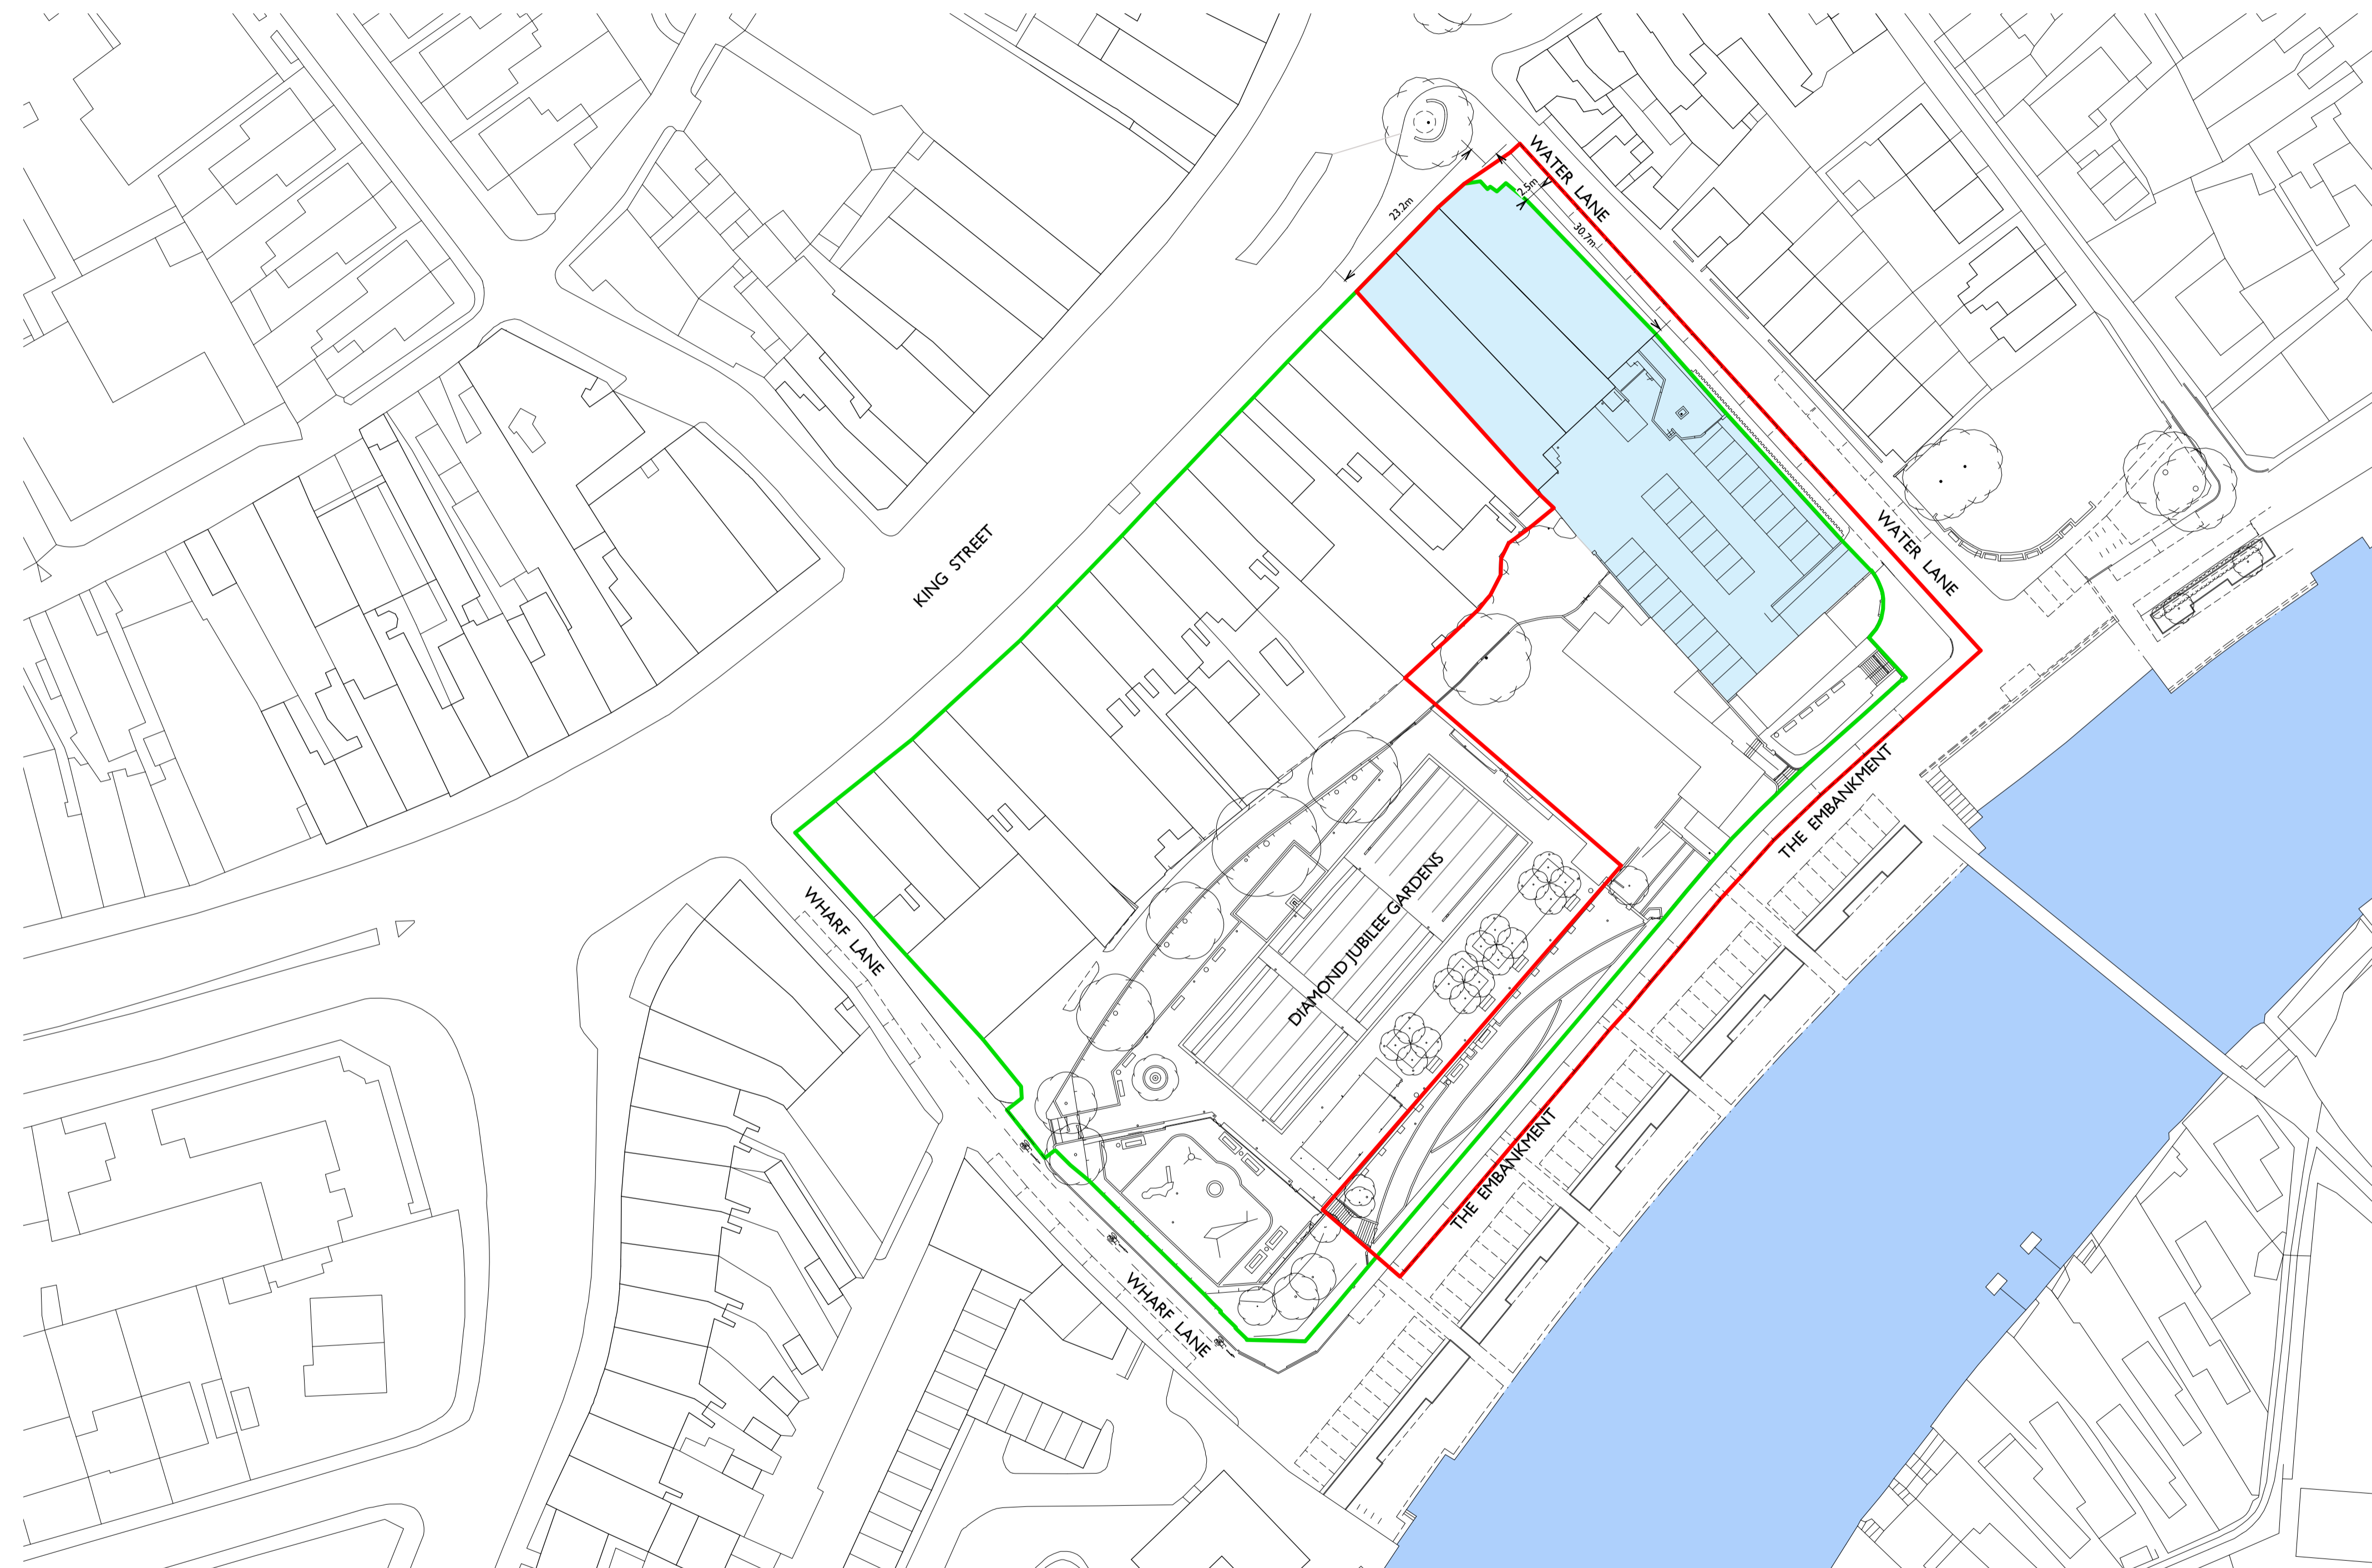 WATER LANE
2.5m
23.2m
30.7m
KING STREET
WATER LANE
THE EMBANKMENT
DIAMOND JUBILEE GARDENS
WHARF LANE
THE EMBANKMENT
WHARF LANE